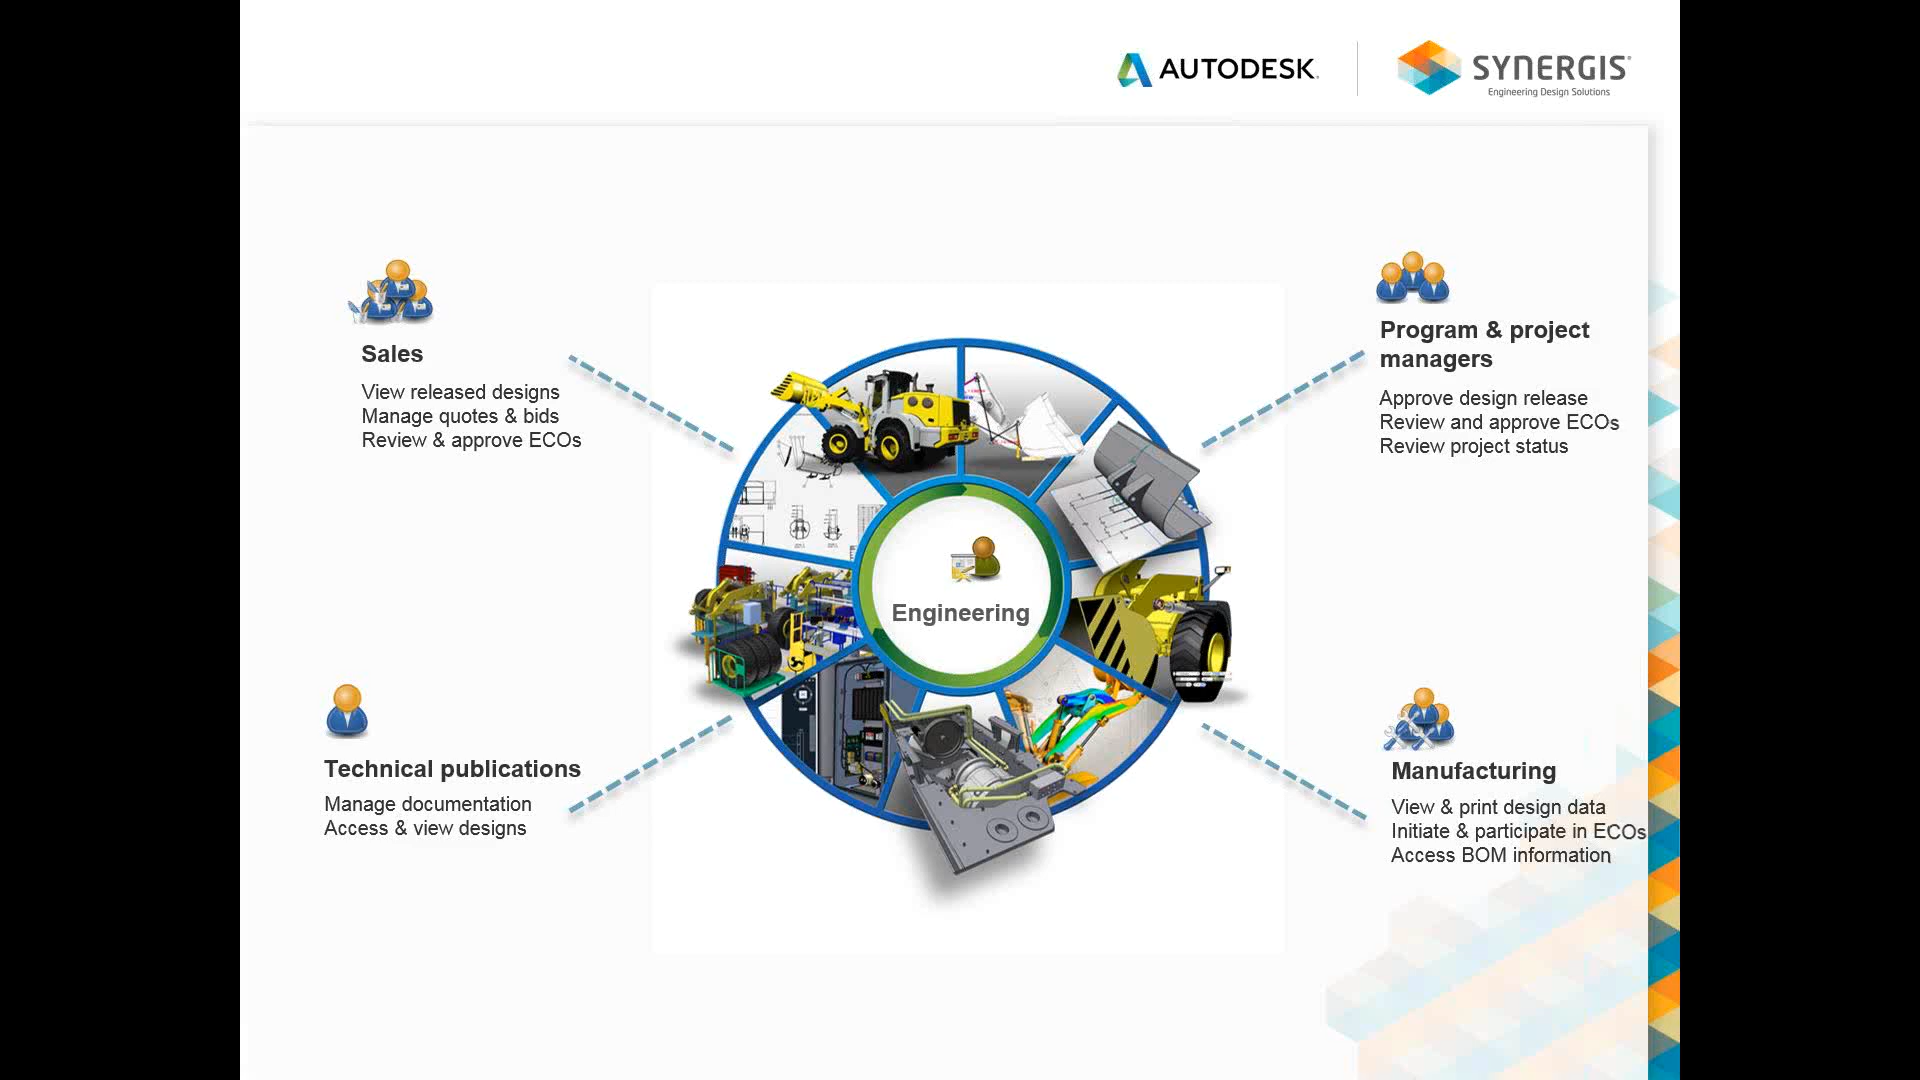 AUTODESK.
SYNERGIS
Engineering Design Solutions
Sales
View released designs
Manage quotes & bids
Review & approve ECOs
Program & project
managers
Approve design release
Review and approve ECOs
Review project status
Engineering
Technical publications
Manage documentation
Access & view designs
Manufacturing
View & print design data
Initiate & participate in ECOs
Access BOM information